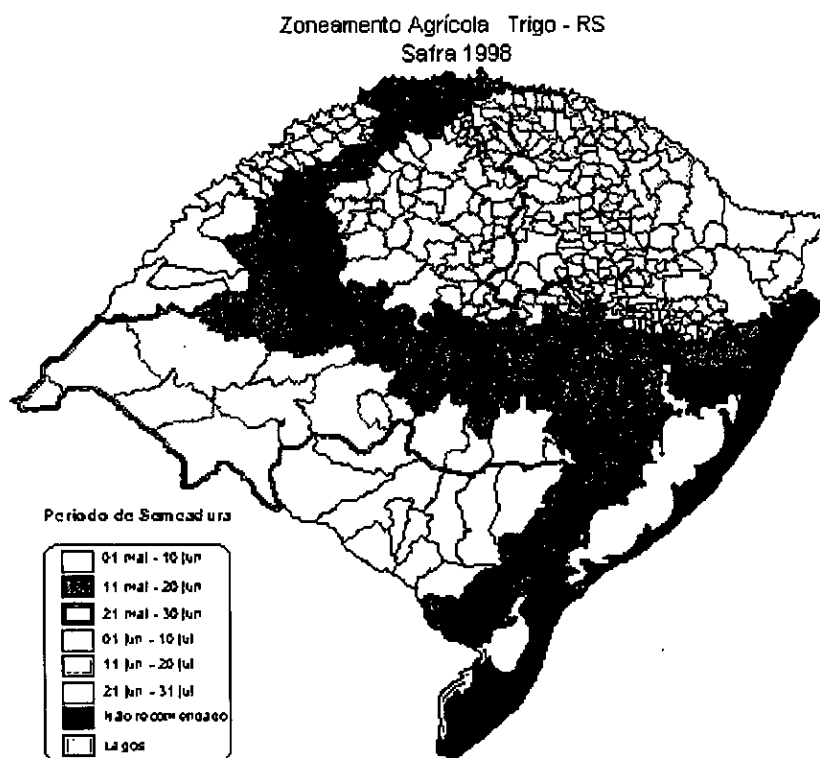 Zoneamento Agrícola Trigo - RS
Safra 1998
Período de Semeadura
01 mai - 10 jun
11 mai - 20 jun
21 mai - 30 jun
01 jun - 10 jul
11 jun - 20 jul
21 jun - 31 jul
Não recomendado
Lagos